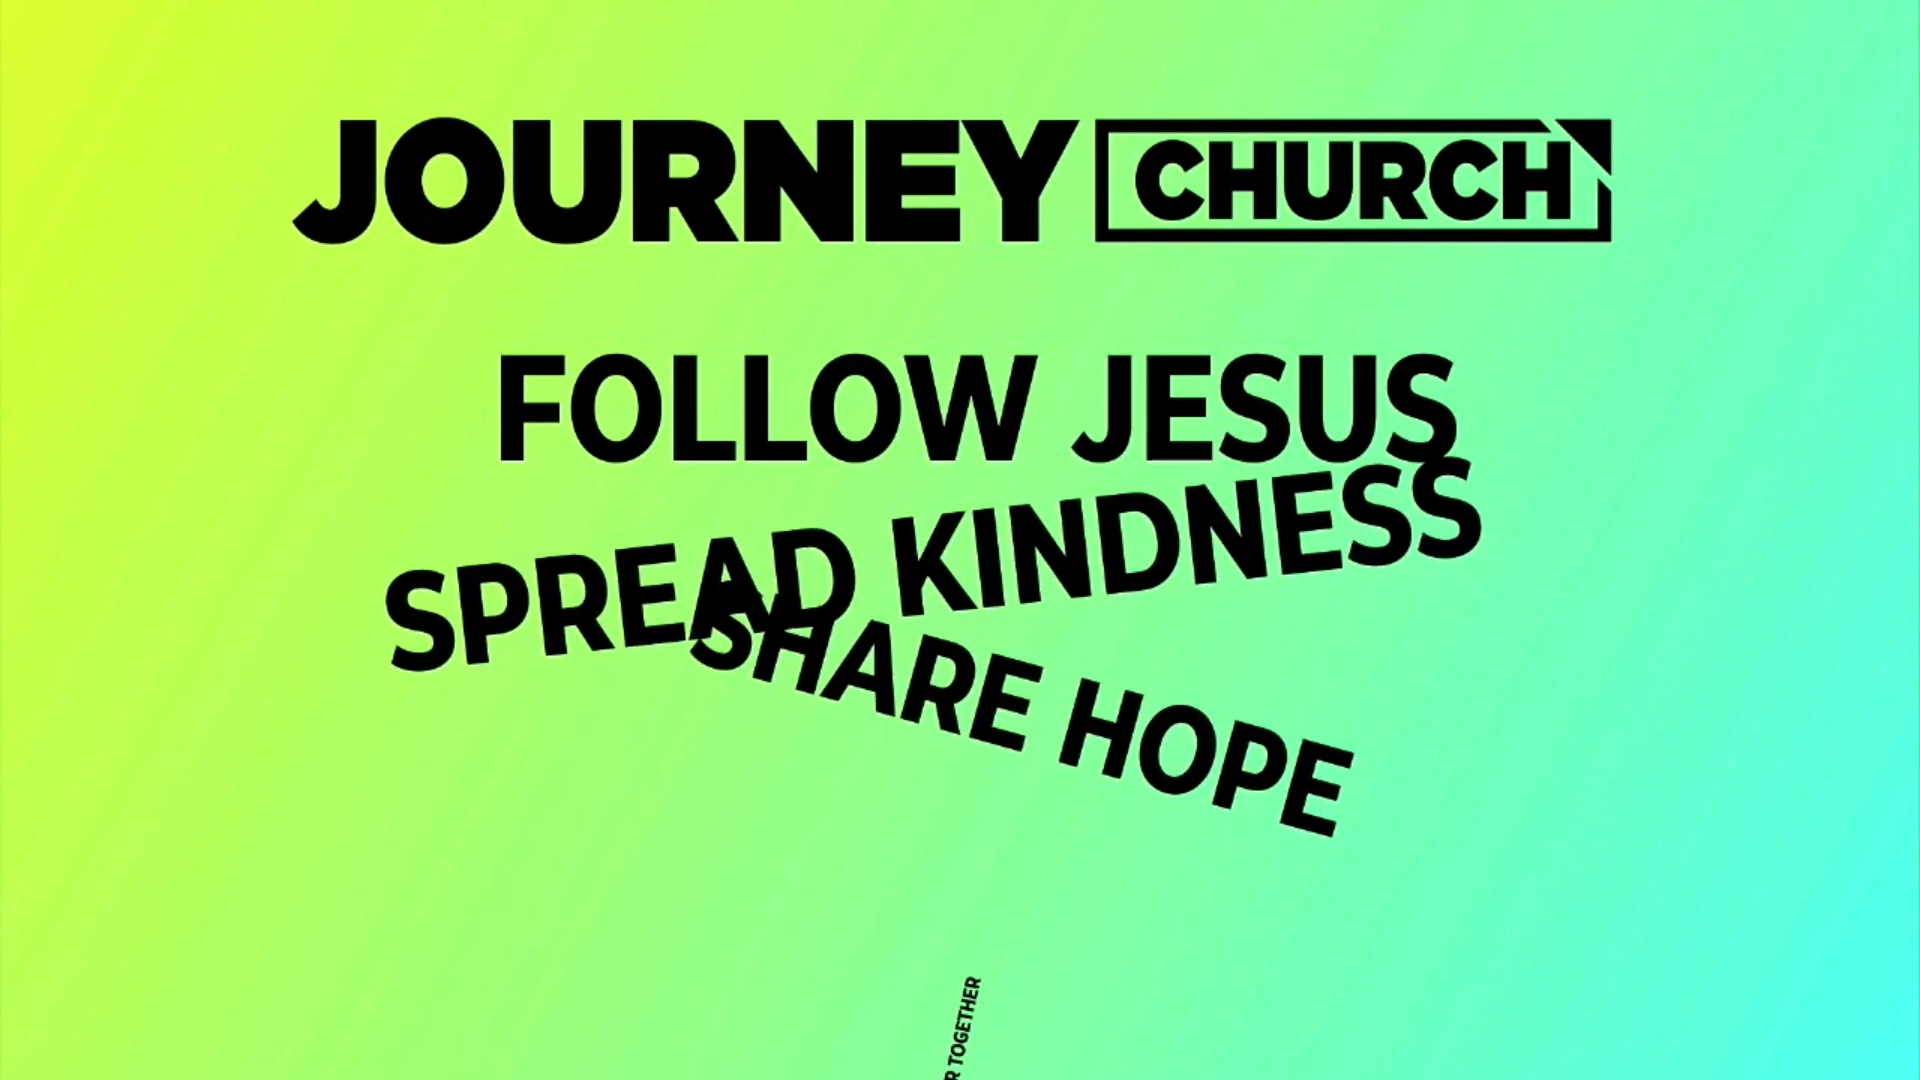 JOURNEY CHURCH
FOLLOW JESUS
SPREAD KINDNESS
SHARE HOPE
TOGETHER